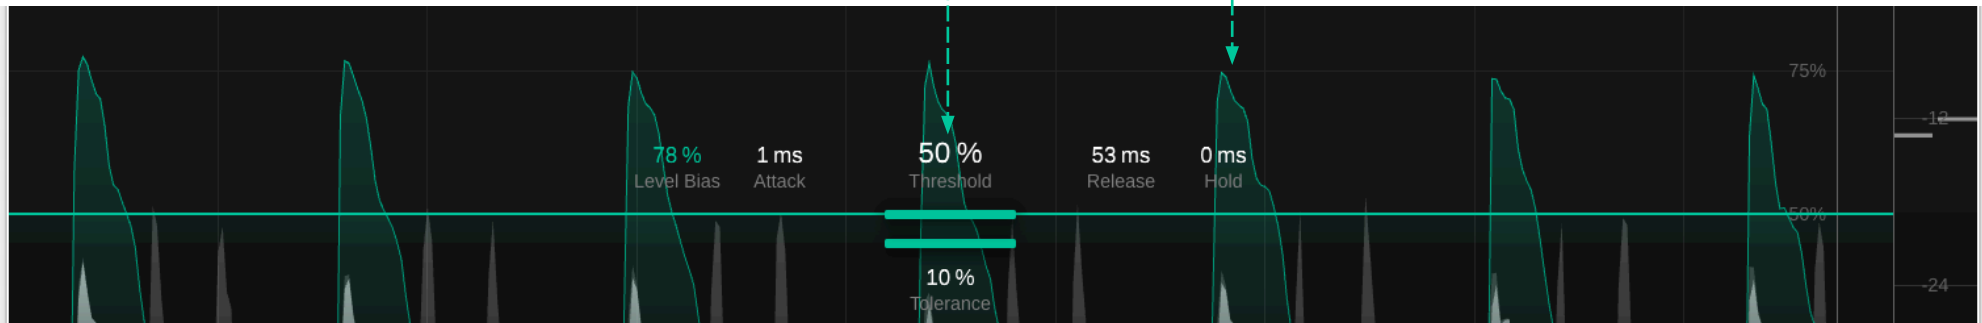 75%
-12
78 %
1 ms
50 %
53 ms
0 ms
Level Bias
Attack
Threshold
Release
Hold
50%
10 %
-24
Tolerance